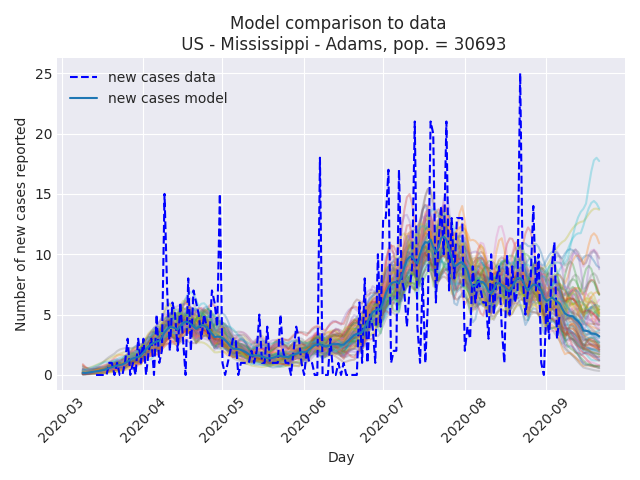 Model comparison to data
US - Mississippi - Adams, pop. = 30693
new cases data
new cases model
Number of new cases reported
25
20
15
10
5
0
2020-03
2020-04
2020-05
2020-06
2020-07
2020-08
2020-09
Day